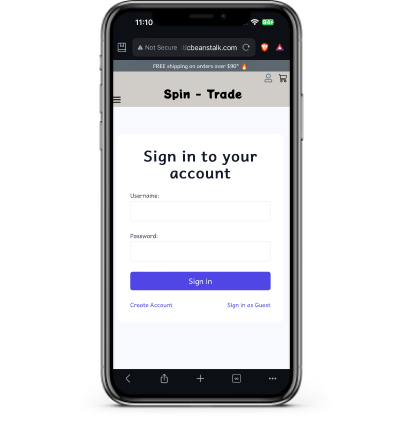 11:10
Not Secure
ticbeanstalk.com
FREE shipping on orders over $90* 🔥
Spin - Trade
Sign in to your
account
Username:
Password:
Sign In
Create Account
Sign in as Guest